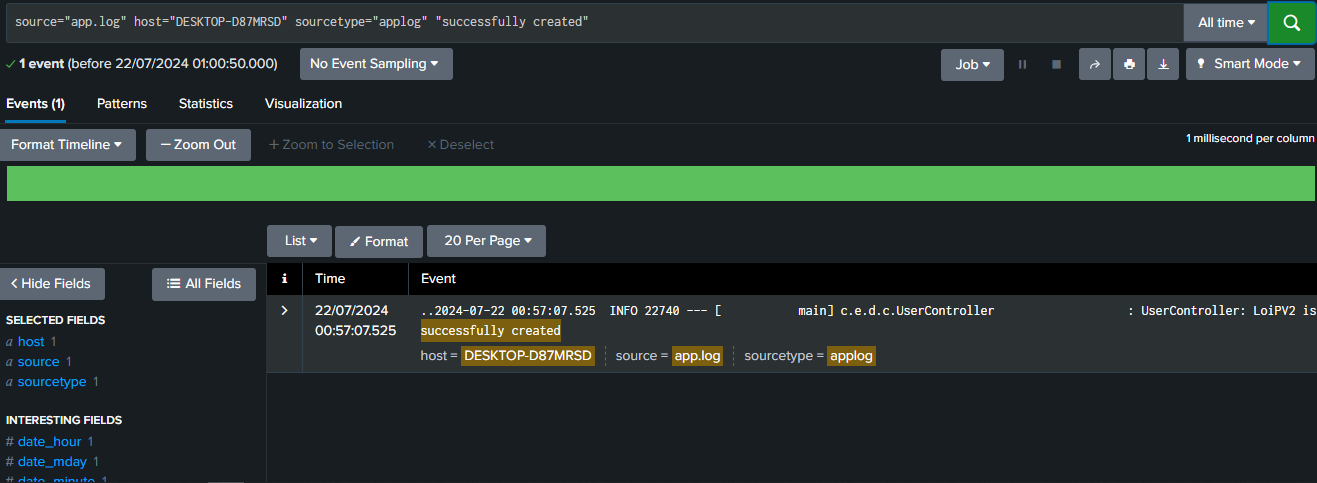 source="app.log" host="DESKTOP-D87MRSD" sourcetype="applog" "successfully created"
All time
1 event (before 22/07/2024 01:00:50.000)
No Event Sampling
Job
Smart Mode
Events (1)
Patterns
Statistics
Visualization
Format Timeline
— Zoom Out
+ Zoom to Selection
× Deselect
1 millisecond per column
List
Format
20 Per Page
< Hide Fields
All Fields
i
Time
Event
SELECTED FIELDS
a host 1
a source 1
a sourcetype 1
INTERESTING FIELDS
# date_hour 1
# date_mday 1
# date_minute 1
22/07/2024
00:57:07.525
..2024-07-22 00:57:07.525  INFO 22740 --- [           main] c.e.d.c.UserController                   : UserController: LoiPV2 is
successfully created
host = DESKTOP-D87MRSD
source = app.log
sourcetype = applog